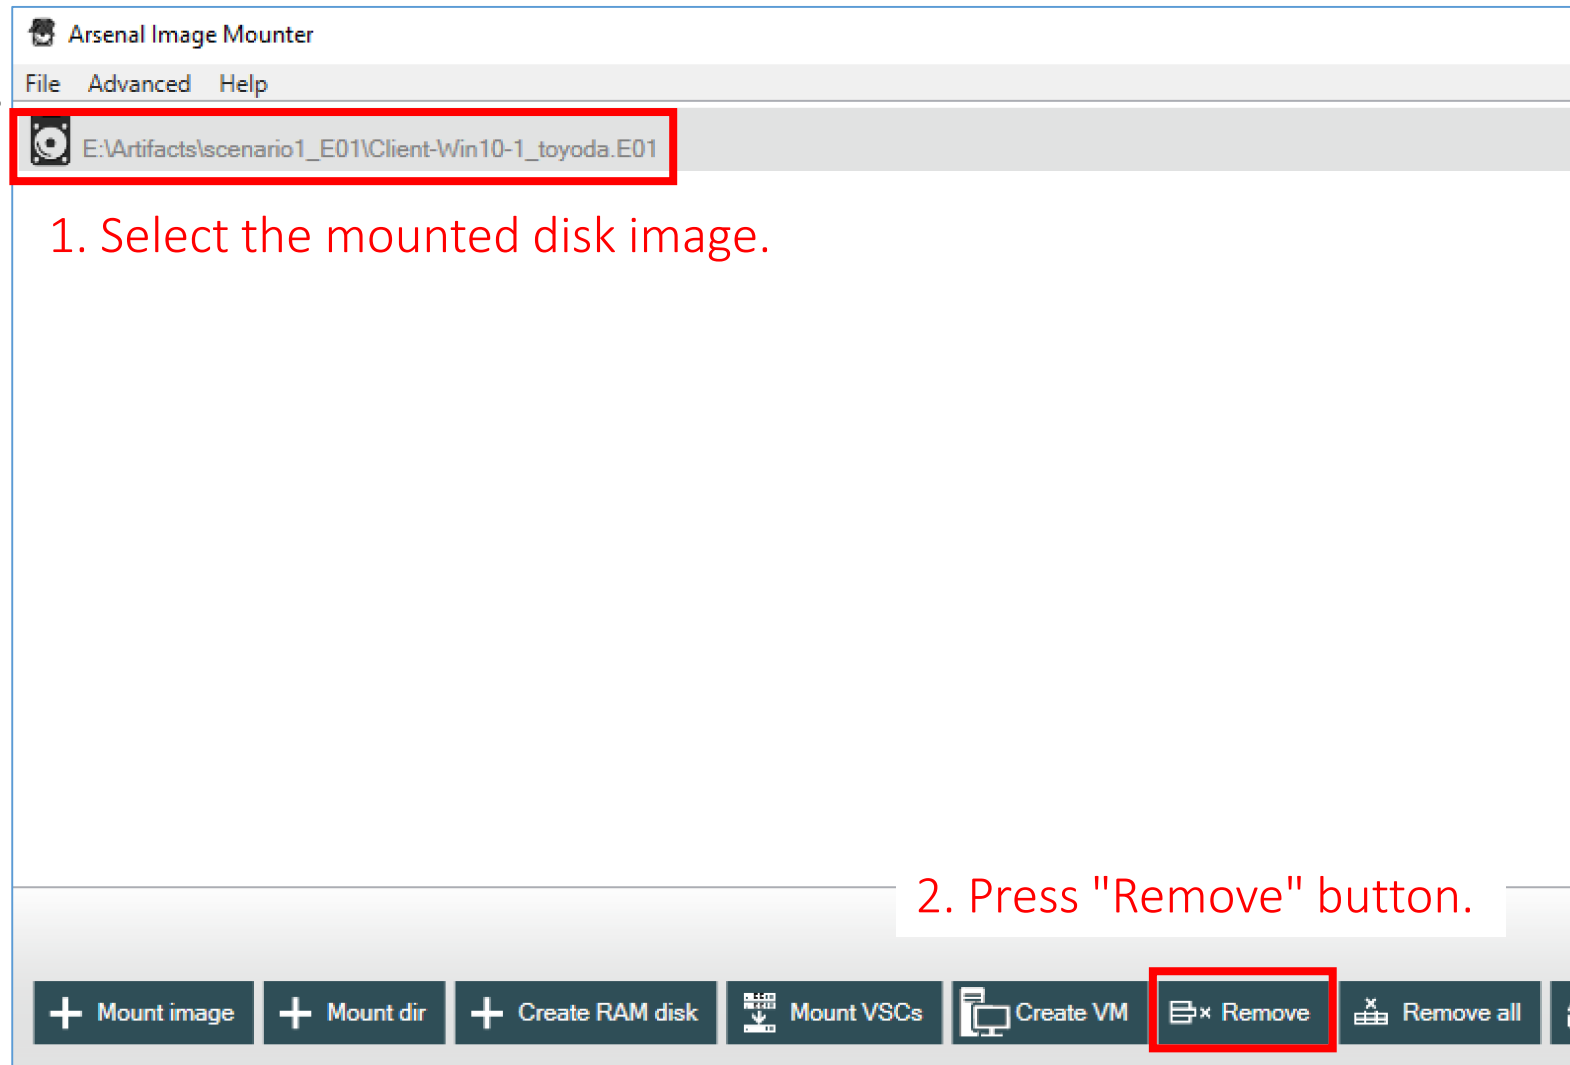 Arsenal Image Mounter
File Advanced Help
E:\Artifacts\scenario1_E01\Client-Win10-1_toyoda.E01
1. Select the mounted disk image.
2. Press "Remove" button.
Mount image Mount dir Create RAM disk Mount VSCs Create VM Remove Remove all